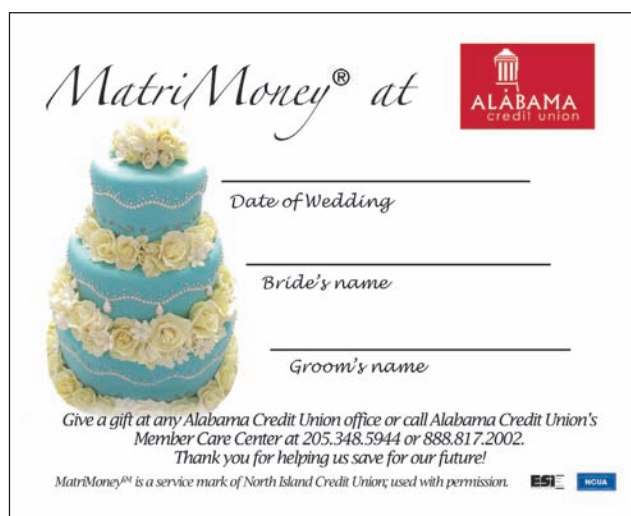 MatriMoney® at
ALABAMA
credit union
Date of Wedding
Bride's name
Groom's name
Give a gift at any Alabama Credit Union office or call Alabama Credit Union's
Member Care Center at 205.348.5944 or 888.817.2002.
Thank you for helping us save for our future!
MatriMoney℠ is a service mark of North Island Credit Union; used with permission.
ESI
NCUA